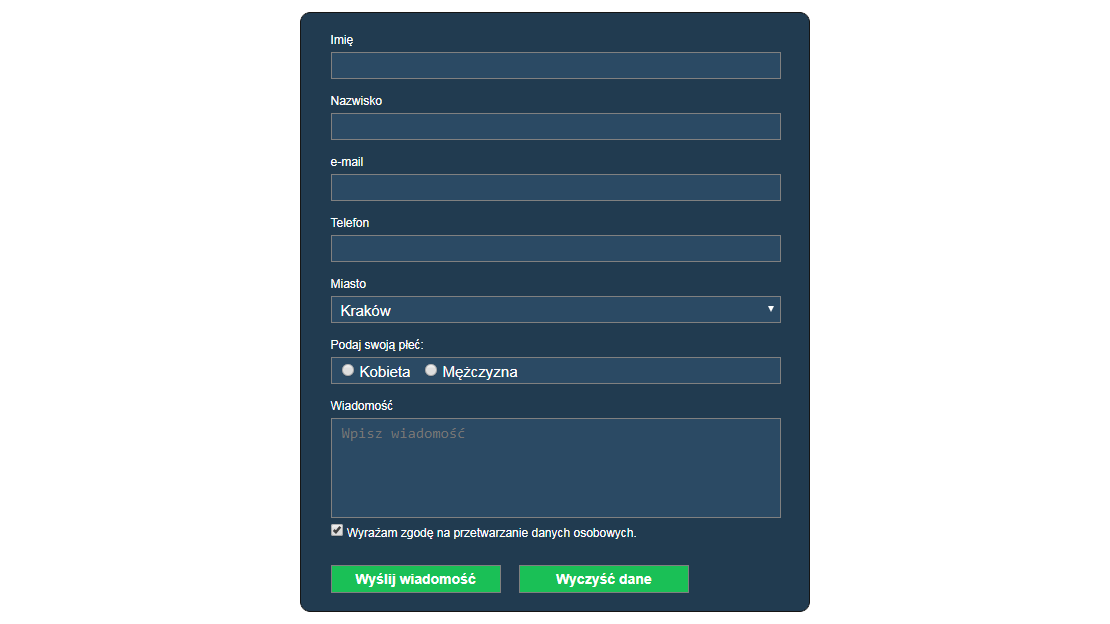 Imię
Nazwisko
e-mail
Telefon
Miasto
Kraków
Podaj swoją płeć:
Kobieta Mężczyzna
Wiadomość
Wpisz wiadomość
Wyrażam zgodę na przetwarzanie danych osobowych.
Wyślij wiadomość Wyczyść dane